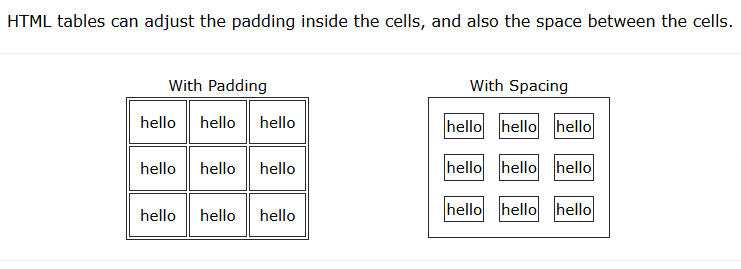 HTML tables can adjust the padding inside the cells, and also the space between the cells.
With Padding
hello hello hello
hello hello hello
hello hello hello
With Spacing
hello hello hello
hello hello hello
hello hello hello